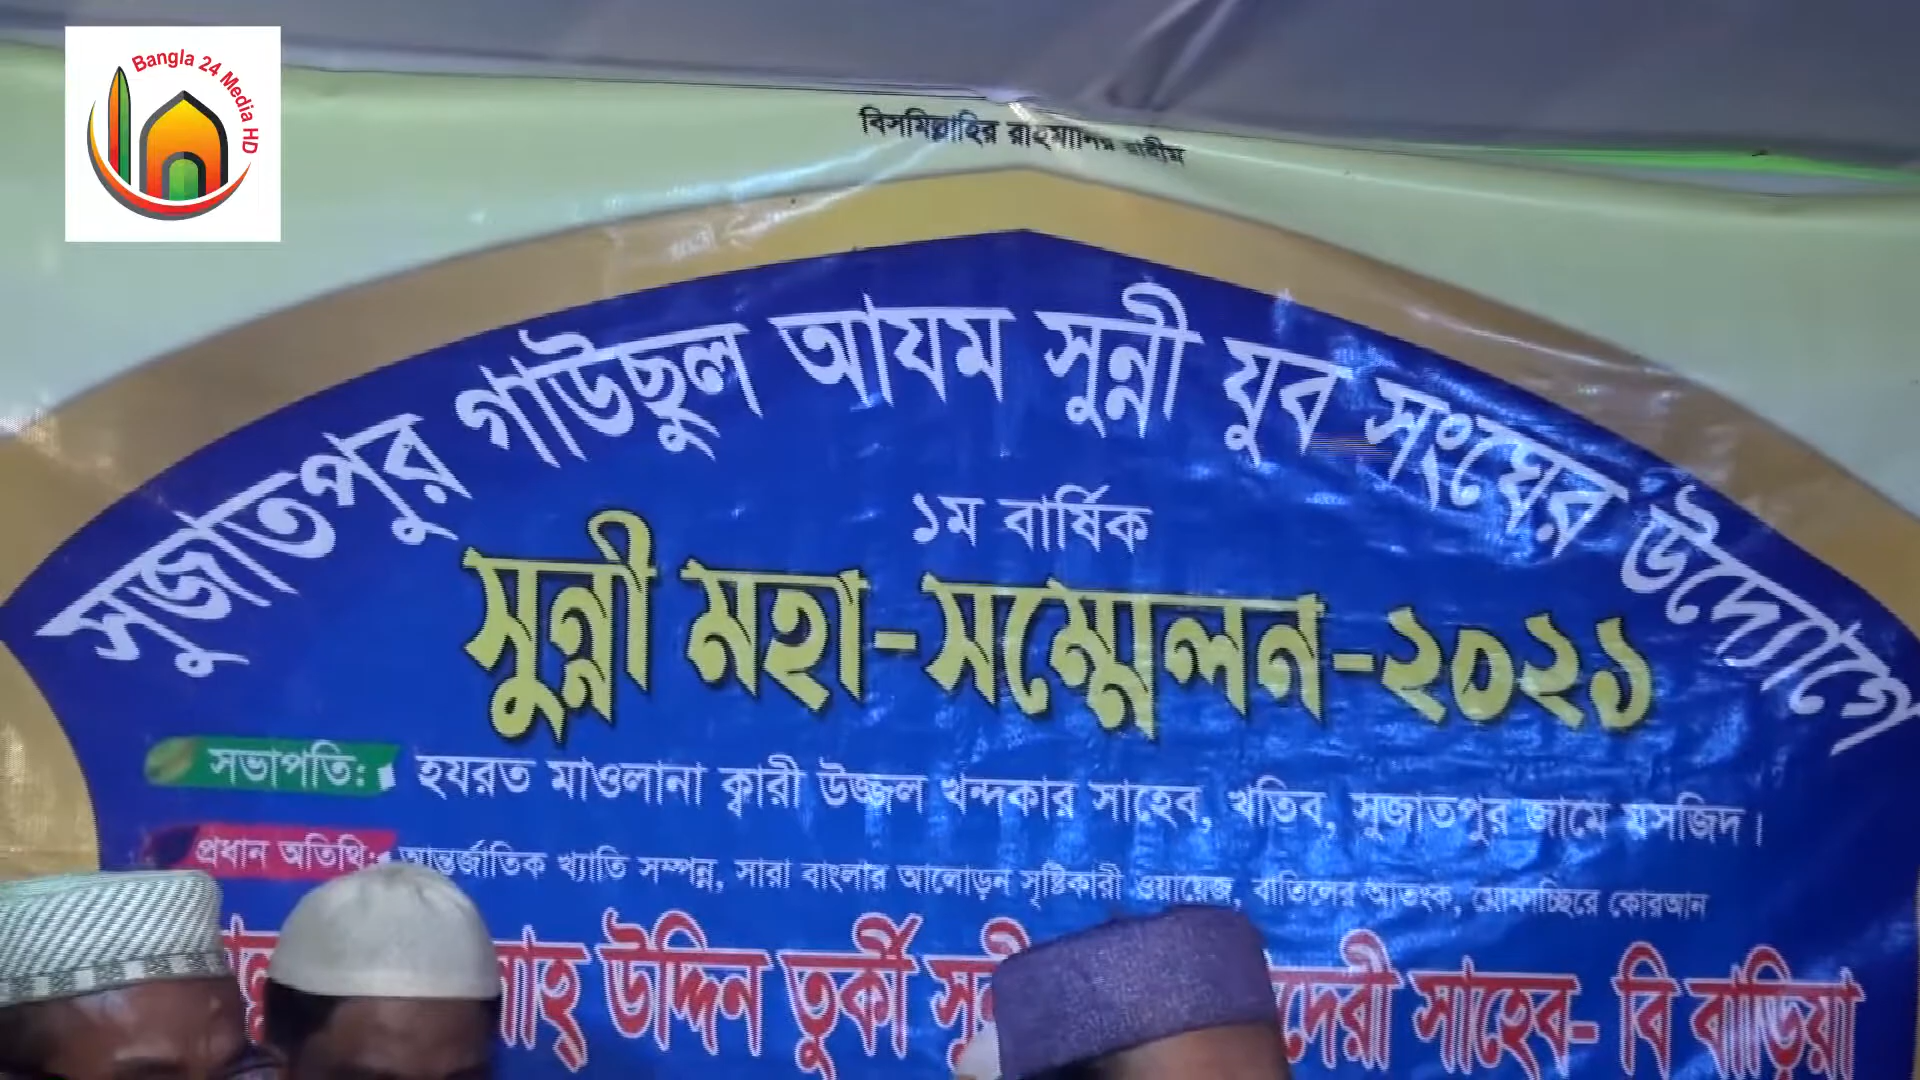 Bangla 24 Media HD
বিসমিল্লাহির রাহমানির রাহীম
সুজাতপুর গাউছুল আযম সুন্নী যুব সংঘের উদ্যোগে
১ম বার্ষিক
সুন্নী মহা-সম্মেলন-২০২১
সভাপতি: হযরত মাওলানা ক্বারী উজ্জল খন্দকার সাহেব, খতিব, সুজাতপুর জামে মসজিদ।
প্রধান অতিথি: আন্তর্জাতিক খ্যাতি সম্পন্ন, সারা বাংলার আলোড়ন সৃষ্টিকারী ওয়ায়েজ, বাতিলের আতংক, মোফাচ্ছিরে কোরআন
উদ্দিন তুর্কী সাহেব- বি বাড়িয়া